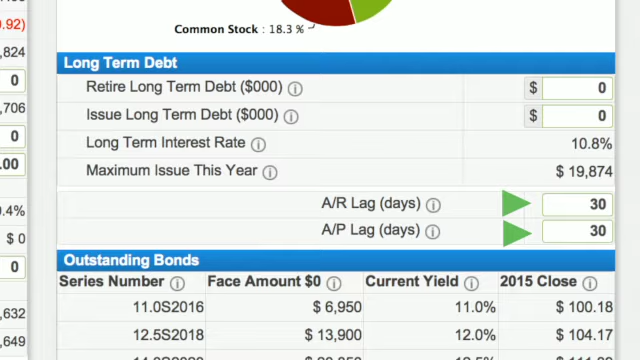 0.92)
Common Stock : 18.3 %
,824
Long Term Debt
0
Retire Long Term Debt ($000) i $ 0
,706
Issue Long Term Debt ($000) i $ 0
0
Long Term Interest Rate i 10.8%
.00
Maximum Issue This Year i $ 19,874
A/R Lag (days) i 30
0.4%
A/P Lag (days) i 30
$ 0
Outstanding Bonds
0
Series Number i Face Amount $0 i Current Yield i 2015 Close i
11.0S2016 $ 6,950 11.0% $ 100.18
,632
12.5S2018 $ 13,900 12.0% $ 104.17
,649